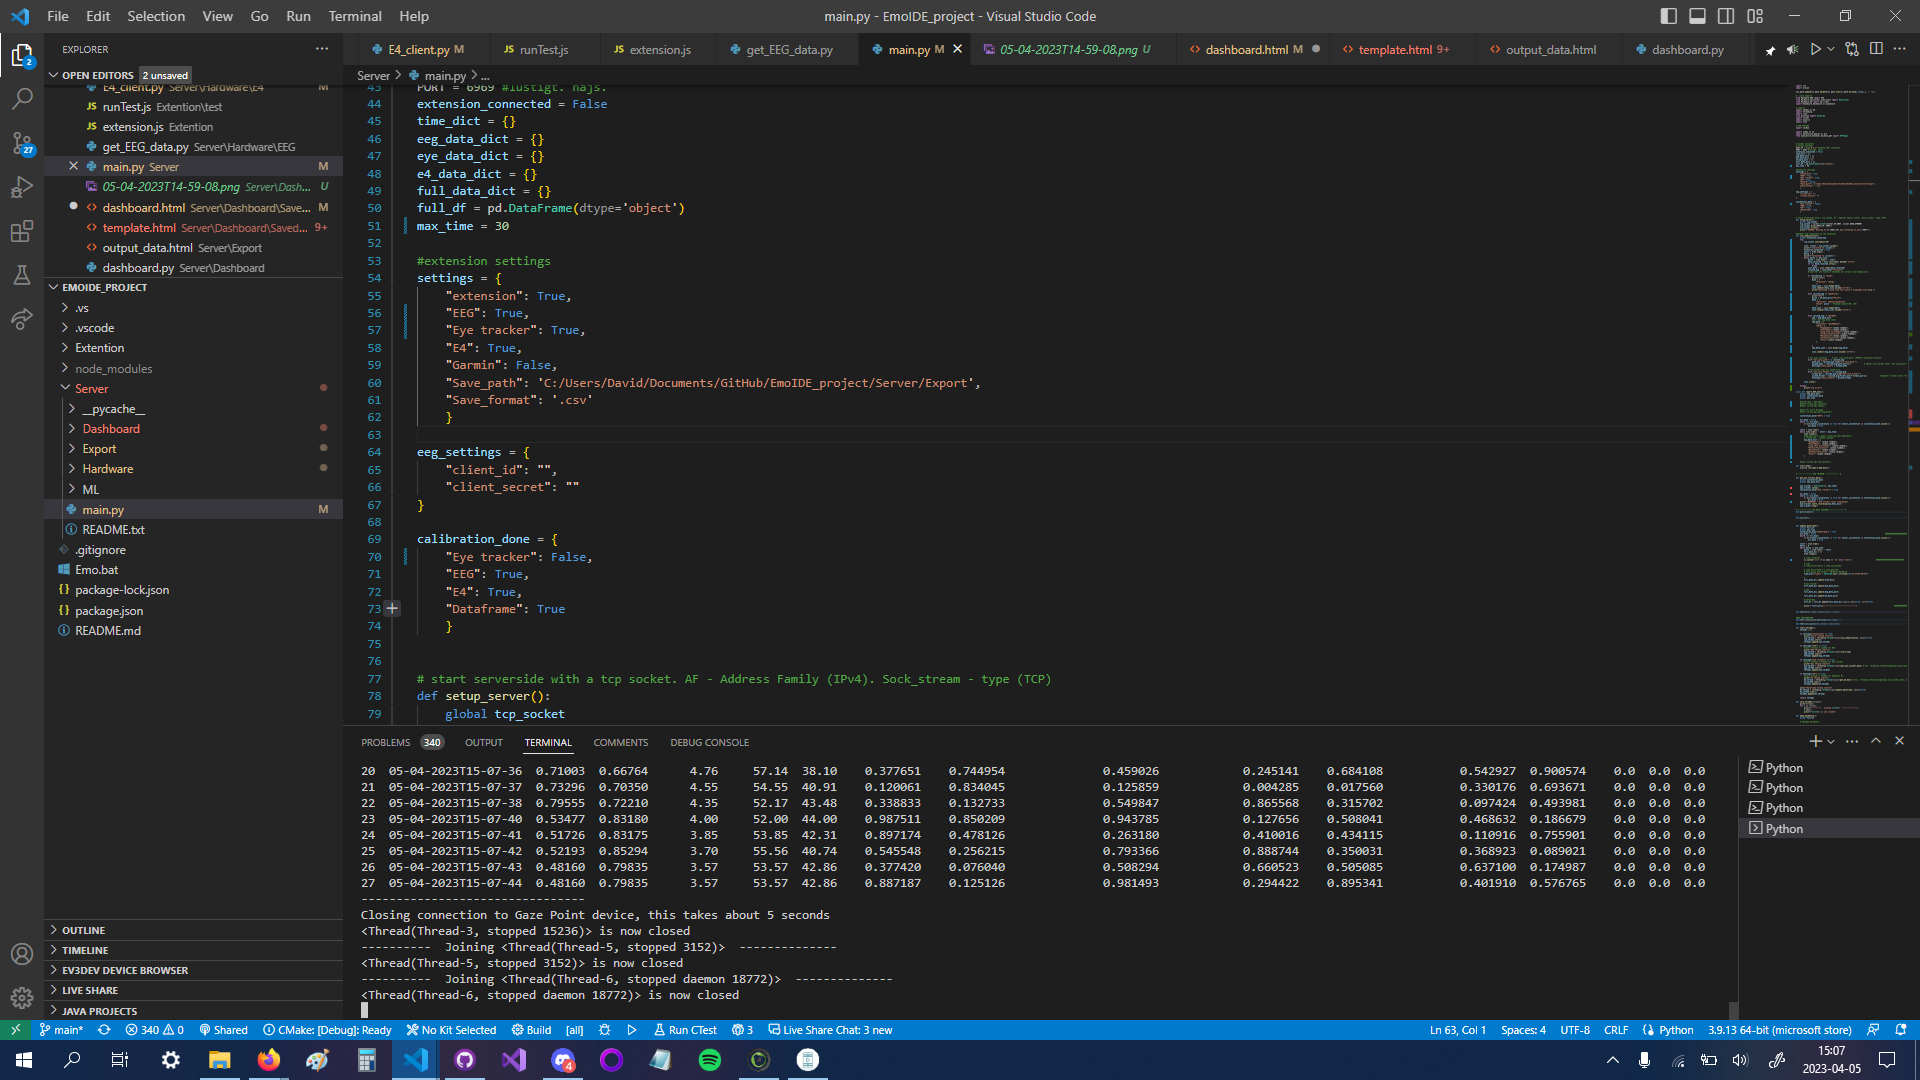 File Edit Selection View Go Run Terminal Help
main.py - EmoIDE_project - Visual Studio Code
EXPLORER
E4_client.py M
runTest.js
extension.js
get_EEG_data.py
main.py M
05-04-2023T14-59-08.png U
dashboard.html M
template.html 9+
output_data.html
dashboard.py
OPEN EDITORS 2 unsaved
Server > main.py > ...
E4_client.py Server\Hardware\E4 M
runTest.js Extention\test
extension.js Extention
get_EEG_data.py Server\Hardware\EEG
main.py Server M
05-04-2023T14-59-08.png Server\Dash... U
dashboard.html Server\Dashboard\Save... M
template.html Server\Dashboard\Saved... 9+
output_data.html Server\Export
dashboard.py Server\Dashboard
EMOIDE_PROJECT
.vs
.vscode
Extention
node_modules
Server
__pycache__
Dashboard
Export
Hardware
ML
main.py M
README.txt
.gitignore
Emo.bat
package-lock.json
package.json
README.md
OUTLINE
TIMELINE
EV3DEV DEVICE BROWSER
LIVE SHARE
JAVA PROJECTS
43 PORT = 6969 #lustigt. najs.
44 extension_connected = False
45 time_dict = {}
46 eeg_data_dict = {}
47 eye_data_dict = {}
48 e4_data_dict = {}
49 full_data_dict = {}
50 full_df = pd.DataFrame(dtype='object')
51 max_time = 30
52
53 #extension settings
54 settings = {
55 "extension": True,
56 "EEG": True,
57 "Eye tracker": True,
58 "E4": True,
59 "Garmin": False,
60 "Save_path": 'C:/Users/David/Documents/GitHub/EmoIDE_project/Server/Export',
61 "Save_format": '.csv'
62 }
63
64 eeg_settings = {
65 "client_id": "",
66 "client_secret": ""
67 }
68
69 calibration_done = {
70 "Eye tracker": False,
71 "EEG": True,
72 "E4": True,
73 "Dataframe": True
74 }
75
76
77 # start serverside with a tcp socket. AF - Address Family (IPv4). Sock_stream - type (TCP)
78 def setup_server():
79 global tcp_socket
PROBLEMS 340 OUTPUT TERMINAL COMMENTS DEBUG CONSOLE
20 05-04-2023T15-07-36 0.71003 0.66764 4.76 57.14 38.10 0.377651 0.744954 0.459026 0.245141 0.684108 0.542927 0.900574 0.0 0.0 0.0
21 05-04-2023T15-07-37 0.73296 0.70350 4.55 54.55 40.91 0.120061 0.834045 0.125859 0.004285 0.017560 0.330176 0.693671 0.0 0.0 0.0
22 05-04-2023T15-07-38 0.79555 0.72210 4.35 52.17 43.48 0.338833 0.132733 0.549847 0.865568 0.315702 0.097424 0.493981 0.0 0.0 0.0
23 05-04-2023T15-07-40 0.53477 0.83180 4.00 52.00 44.00 0.987511 0.850209 0.943785 0.127656 0.508041 0.468632 0.186679 0.0 0.0 0.0
24 05-04-2023T15-07-41 0.51726 0.83175 3.85 53.85 42.31 0.897174 0.478126 0.263180 0.410016 0.434115 0.110916 0.755901 0.0 0.0 0.0
25 05-04-2023T15-07-42 0.52193 0.85294 3.70 55.56 40.74 0.545548 0.256215 0.793366 0.888744 0.350031 0.368923 0.089021 0.0 0.0 0.0
26 05-04-2023T15-07-43 0.48160 0.79835 3.57 53.57 42.86 0.377420 0.076040 0.508294 0.660523 0.505085 0.637100 0.174987 0.0 0.0 0.0
27 05-04-2023T15-07-44 0.48160 0.79835 3.57 53.57 42.86 0.887187 0.125126 0.981493 0.294422 0.895341 0.401910 0.576765 0.0 0.0 0.0
--------------------------------
Closing connection to Gaze Point device, this takes about 5 seconds
<Thread(Thread-3, stopped 15236)> is now closed
---------- Joining <Thread(Thread-5, stopped 3152)> --------------
<Thread(Thread-5, stopped 3152)> is now closed
---------- Joining <Thread(Thread-6, stopped daemon 18772)> --------------
<Thread(Thread-6, stopped daemon 18772)> is now closed
Python
Python
Python
Python
main* 340 0 Shared CMake: [Debug]: Ready No Kit Selected Build [all] Run CTest 3 Live Share Chat: 3 new Ln 63, Col 1 Spaces: 4 UTF-8 CRLF Python 3.9.13 64-bit (microsoft store)
15:07
2023-04-05